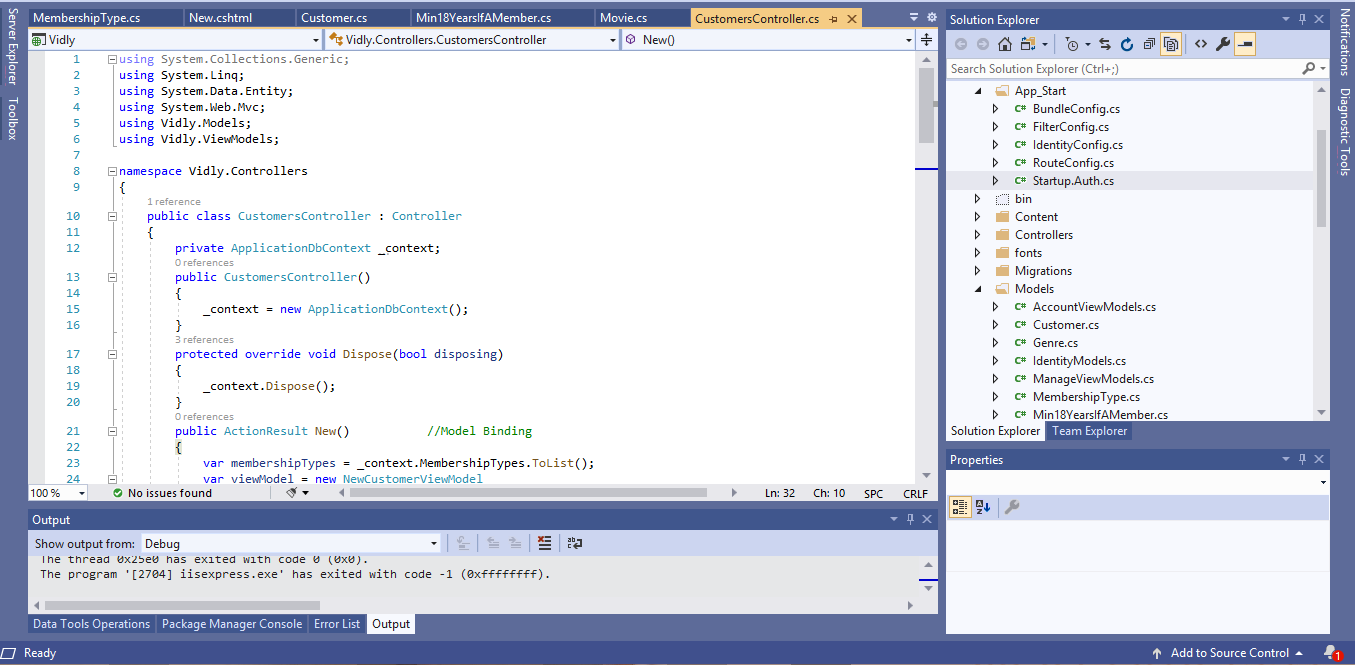 Server Explorer
Toolbox
MembershipType.cs New.cshtml Customer.cs Min18YearsIfAMember.cs Movie.cs CustomersController.cs
Vidly Vidly.Controllers.CustomersController New()
1 using System.Collections.Generic;
2 using System.Linq;
3 using System.Data.Entity;
4 using System.Web.Mvc;
5 using Vidly.Models;
6 using Vidly.ViewModels;
7
8 namespace Vidly.Controllers
9 {
1 reference
10 public class CustomersController : Controller
11 {
12 private ApplicationDbContext _context;
0 references
13 public CustomersController()
14 {
15 _context = new ApplicationDbContext();
16 }
3 references
17 protected override void Dispose(bool disposing)
18 {
19 _context.Dispose();
20 }
0 references
21 public ActionResult New() //Model Binding
22 {
23 var membershipTypes = _context.MembershipTypes.ToList();
24 var viewModel = new NewCustomerViewModel
100 % No issues found Ln: 32 Ch: 10 SPC CRLF
Output
Show output from: Debug
The thread 0x25e0 has exited with code 0 (0x0).
The program '[2704] iisexpress.exe' has exited with code -1 (0xffffffff).
Data Tools Operations Package Manager Console Error List Output
Solution Explorer
Search Solution Explorer (Ctrl+;)
App_Start
C# BundleConfig.cs
C# FilterConfig.cs
C# IdentityConfig.cs
C# RouteConfig.cs
C# Startup.Auth.cs
bin
Content
Controllers
fonts
Migrations
Models
C# AccountViewModels.cs
C# Customer.cs
C# Genre.cs
C# IdentityModels.cs
C# ManageViewModels.cs
C# MembershipType.cs
C# Min18YearsIfAMember.cs
Solution Explorer Team Explorer
Properties
Notifications
Diagnostic Tools
Ready Add to Source Control 1